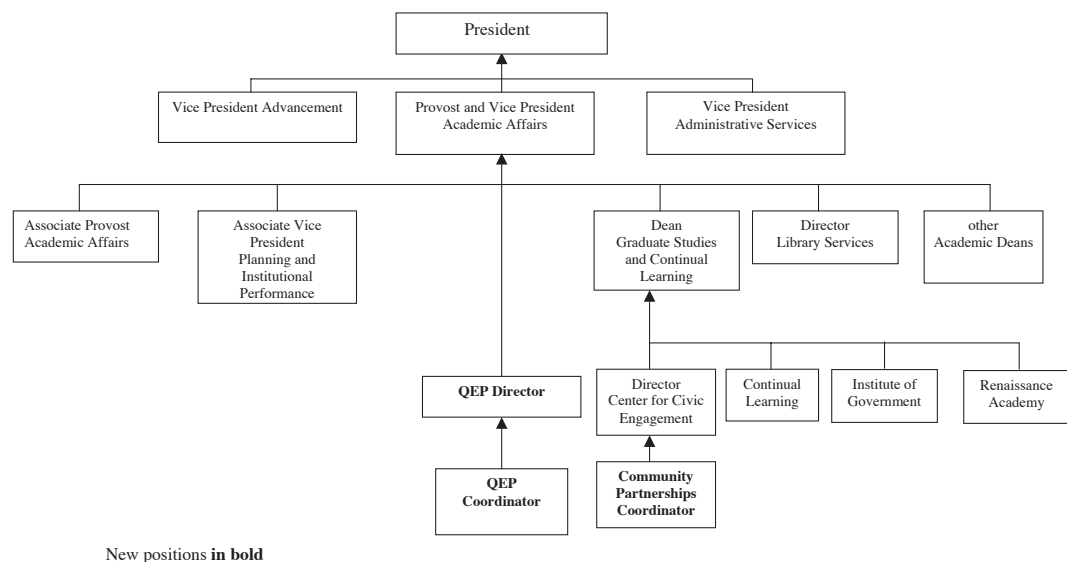 President
Vice President Advancement
Provost and Vice President
Academic Affairs
Vice President
Administrative Services
Associate Provost
Academic Affairs
Associate Vice
President
Planning and
Institutional
Performance
Dean
Graduate Studies
and Continual
Learning
Director
Library Services
other
Academic Deans
QEP Director
Director
Center for Civic
Engagement
Continual
Learning
Institute of
Government
Renaissance
Academy
QEP
Coordinator
Community
Partnerships
Coordinator
New positions in bold